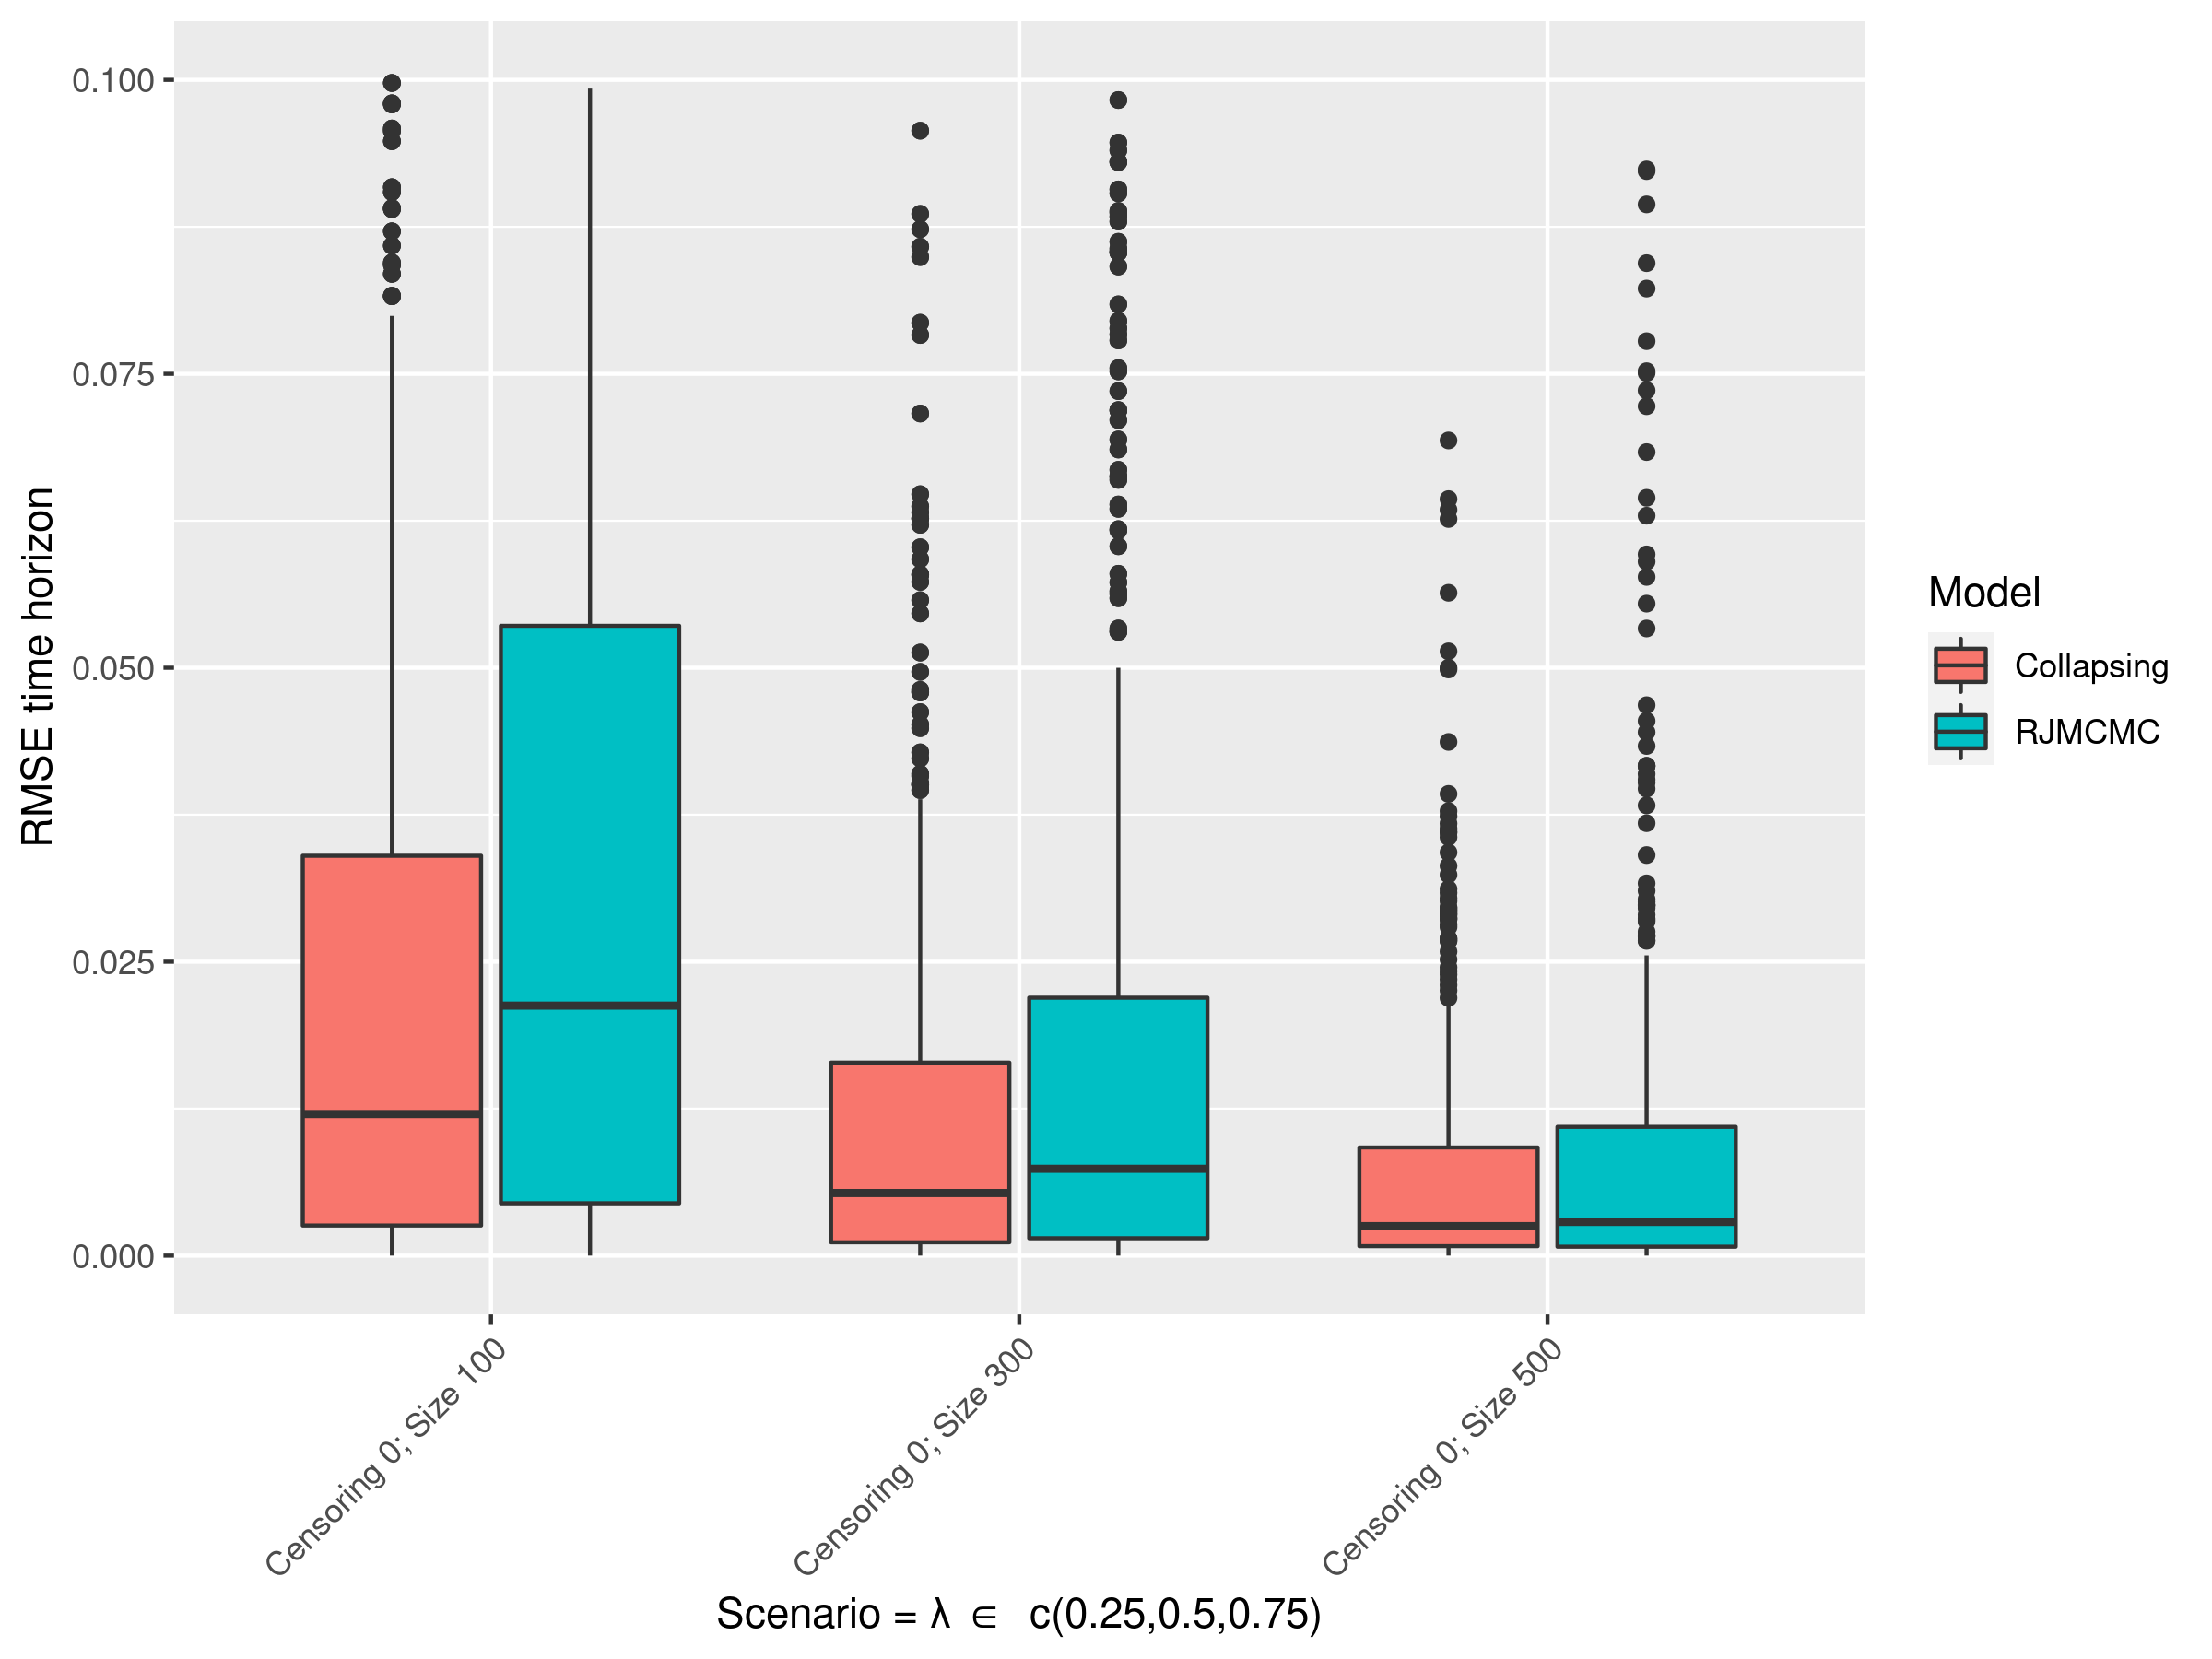 0.100
0.075
0.050
0.025
0.000
RMSE time horizon
Censoring 0; Size 100
Censoring 0; Size 300
Censoring 0; Size 500
Scenario = λ ∈ c(0.25,0.5,0.75)
Model
Collapsing
RJMCMC